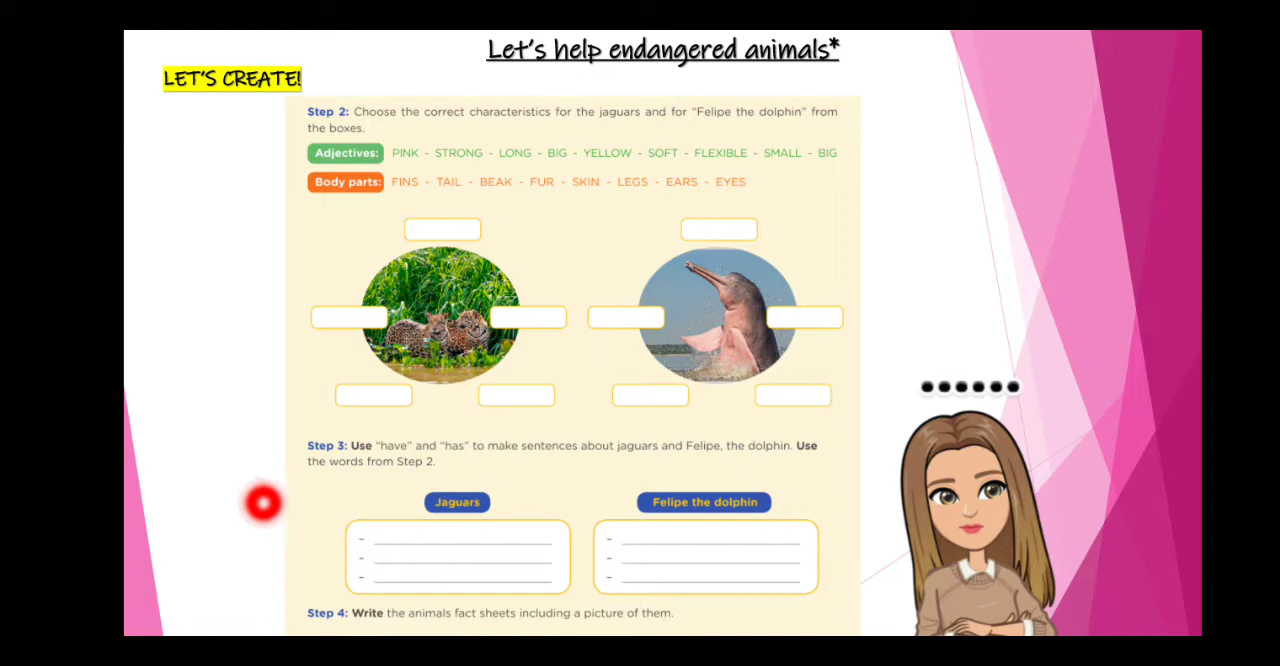 Let's help endangered animals*
LET'S CREATE!
Step 2: Choose the correct characteristics for the jaguars and for “Felipe the dolphin” from
the boxes.
Adjectives: PINK - STRONG - LONG - BIG - YELLOW - SOFT - FLEXIBLE - SMALL - BIG
Body parts: FINS - TAIL - BEAK - FUR - SKIN - LEGS - EARS - EYES
Step 3: Use “have” and “has” to make sentences about jaguars and Felipe, the dolphin. Use
the words from Step 2.
Jaguars
Felipe the dolphin
-
-
-
-
-
-
Step 4: Write the animals fact sheets including a picture of them.